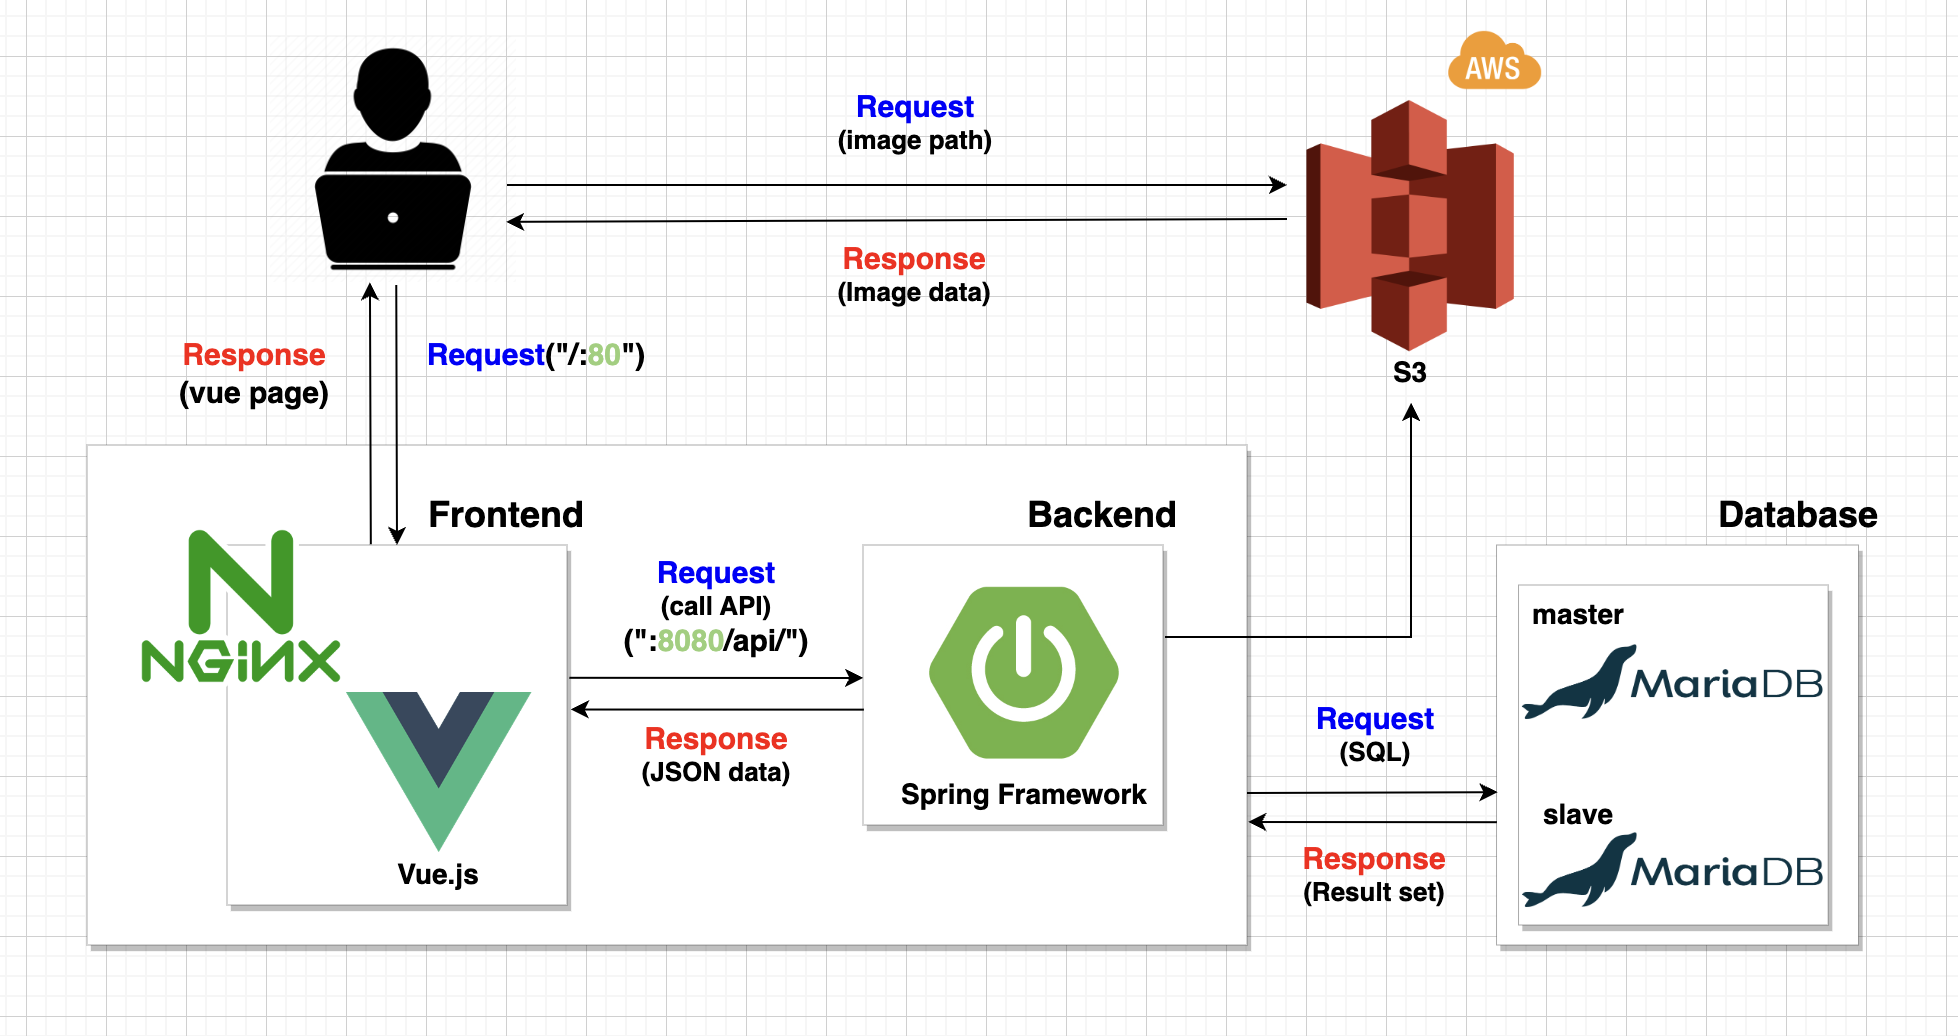 AWS
Request
(image path)
Response
(Image data)
S3
Response
(vue page)
Request("/:80")
Frontend
Backend
Database
NGINX
Vue.js
Request
(call API)
(":8080/api/")
Response
(JSON data)
Spring Framework
Request
(SQL)
Response
(Result set)
master
MariaDB
slave
MariaDB